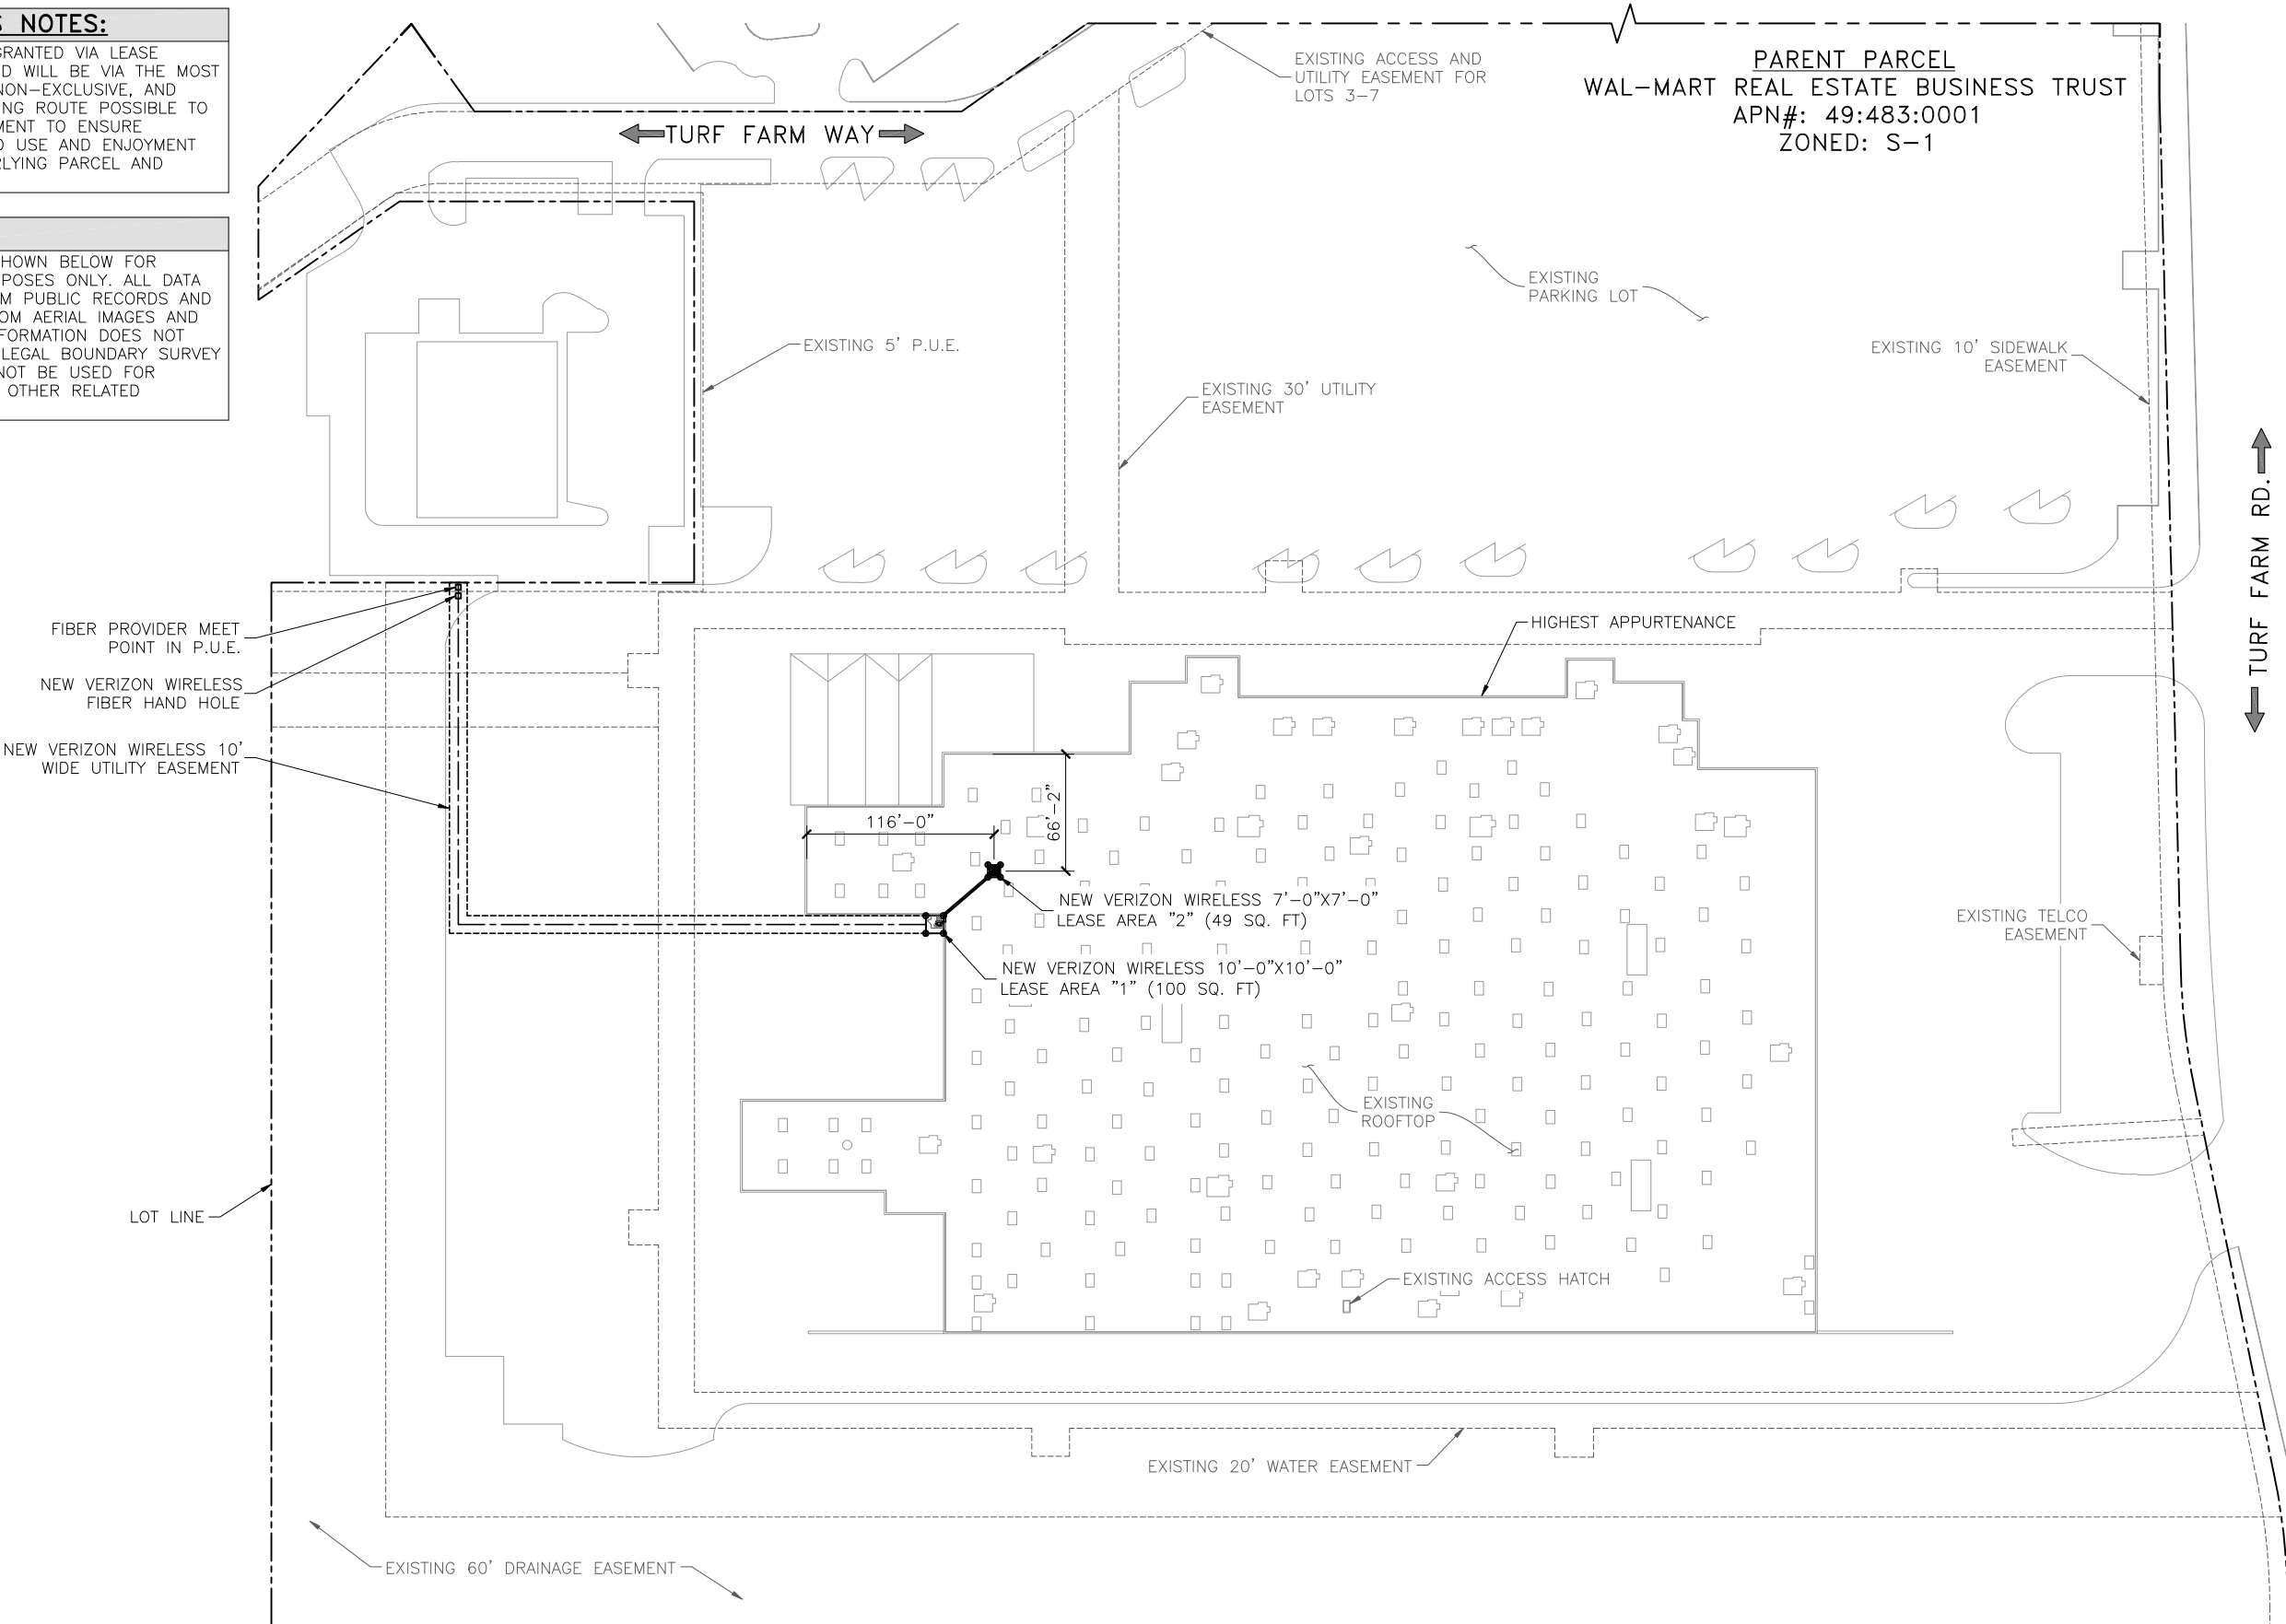 NOTES:
GRANTED VIA LEASE
WILL BE VIA THE MOST
NON-EXCLUSIVE, AND
ROUTE POSSIBLE TO
TO ENSURE
USE AND ENJOYMENT
PARCEL AND
SHOWN BELOW FOR
ONLY. ALL DATA
PUBLIC RECORDS AND
AERIAL IMAGES AND
DOES NOT
LEGAL BOUNDARY SURVEY
NOT BE USED FOR
OTHER RELATED
TURF FARM WAY
EXISTING ACCESS AND
UTILITY EASEMENT FOR
LOTS 3-7
PARENT PARCEL
WAL-MART REAL ESTATE BUSINESS TRUST
APN#: 49:483:0001
ZONED: S-1
EXISTING
PARKING LOT
EXISTING 5' P.U.E.
EXISTING 30' UTILITY
EASEMENT
EXISTING 10' SIDEWALK
EASEMENT
TURF FARM RD.
FIBER PROVIDER MEET
POINT IN P.U.E.
NEW VERIZON WIRELESS
FIBER HAND HOLE
NEW VERIZON WIRELESS 10'
WIDE UTILITY EASEMENT
HIGHEST APPURTENANCE
116'-0"
66'-2"
NEW VERIZON WIRELESS 7'-0"X7'-0"
LEASE AREA "2" (49 SQ. FT)
NEW VERIZON WIRELESS 10'-0"X10'-0"
LEASE AREA "1" (100 SQ. FT)
EXISTING TELCO
EASEMENT
EXISTING
ROOFTOP
LOT LINE
EXISTING ACCESS HATCH
EXISTING 20' WATER EASEMENT
EXISTING 60' DRAINAGE EASEMENT